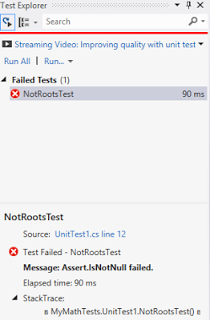 Test Explorer
Search
Streaming Video: Improving quality with unit test
Run All | Run...
Failed Tests (1)
NotRootsTest 90 ms
NotRootsTest
Source: UnitTest1.cs line 12
Test Failed - NotRootsTest
Message: Assert.IsNotNull failed.
Elapsed time: 90 ms
StackTrace:
MyMathTests.UnitTest1.NotRootsTest()